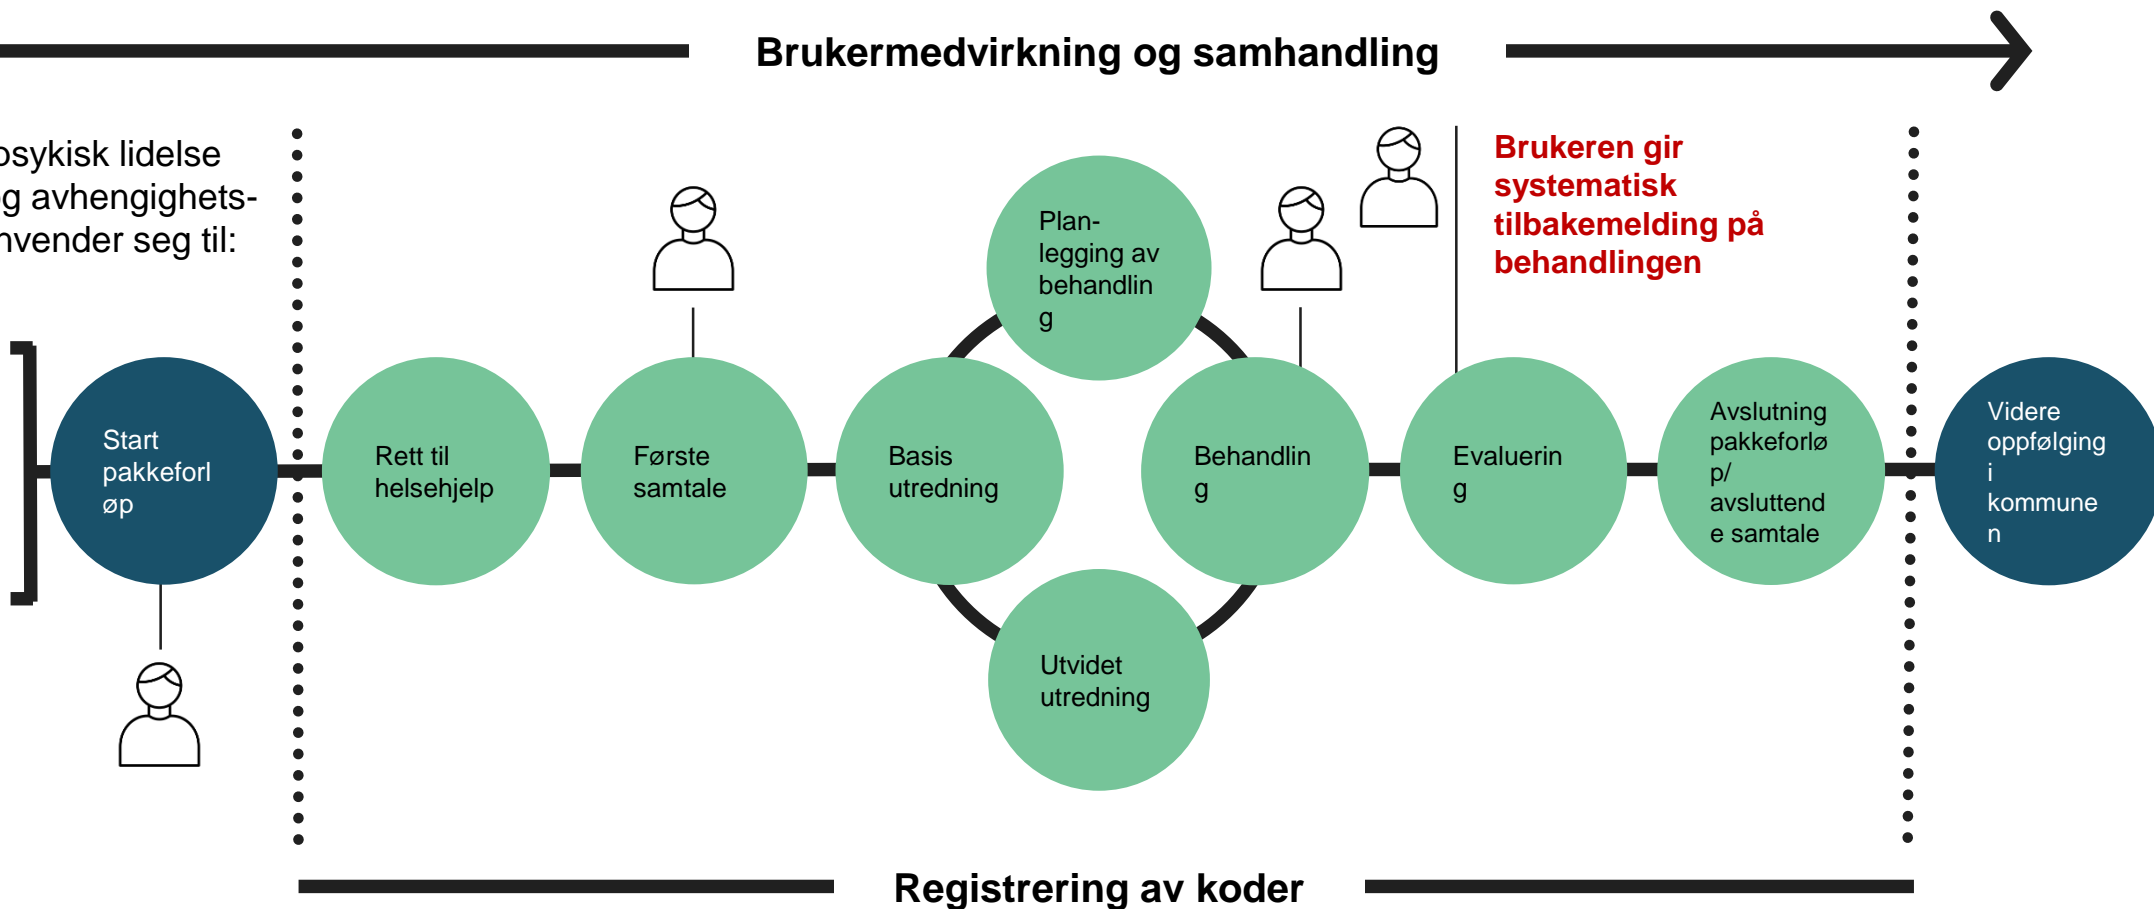 Brukermedvirkning og samhandling
psykisk lidelse
og avhengighets-
nvender seg til:
Brukeren gir
systematisk
tilbakemelding på
behandlingen
Start
pakkeforl
øp
Rett til
helsehjelp
Første
samtale
Basis
utredning
Plan-
legging av
behandlin
g
Utvidet
utredning
Behandlin
g
Evaluerin
g
Avslutning
pakkeforlø
p/
avsluttend
e samtale
Videre
oppfølging
i
kommune
n
Registrering av koder